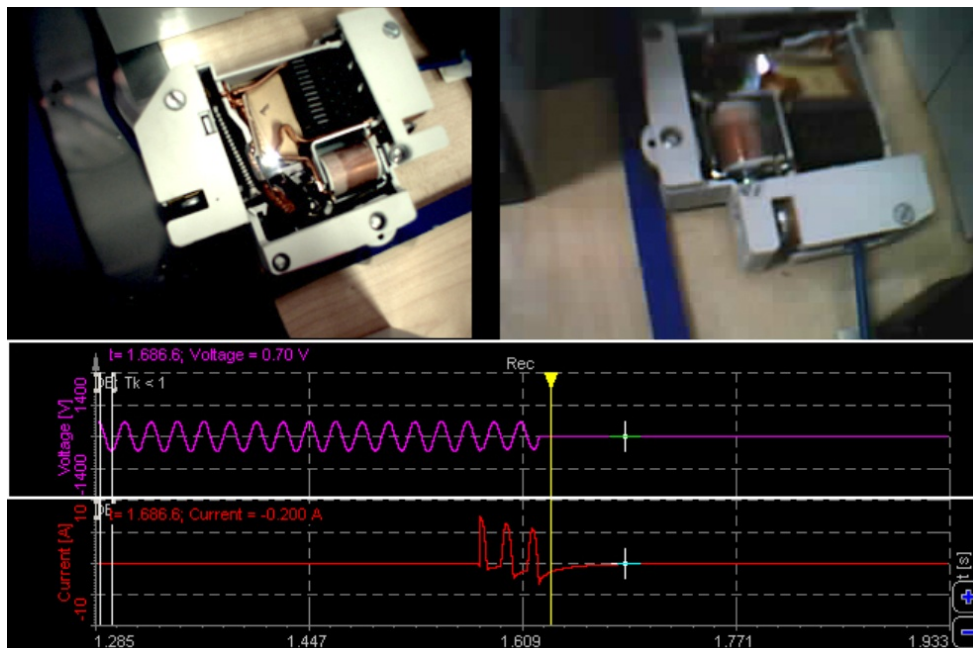 t= 1.686.6; Voltage = 0.70 V
Rec
Tk < 1
1400
Voltage [V]
-1400
t= 1.686.6; Current = -0.200 A
10
Current [A]
-10
t [s]
+
−
1.285
1.447
1.609
1.771
1.933